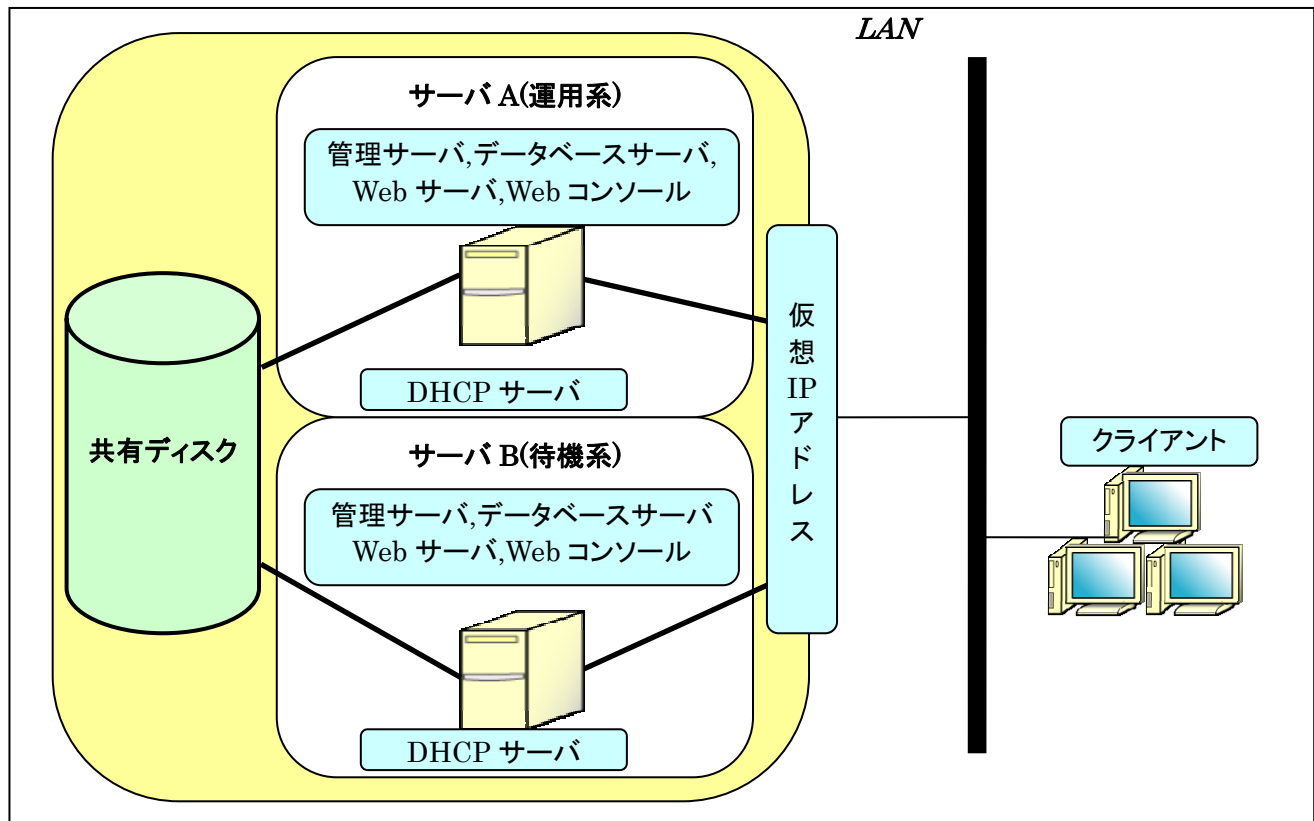 LAN
サーバ A(運用系)
管理サーバ,データベースサーバ,
Web サーバ,Web コンソール
DHCP サーバ
共有ディスク
サーバ B(待機系)
管理サーバ,データベースサーバ
Web サーバ,Web コンソール
DHCP サーバ
仮
想
IP
ア
ド
レ
ス
クライアント